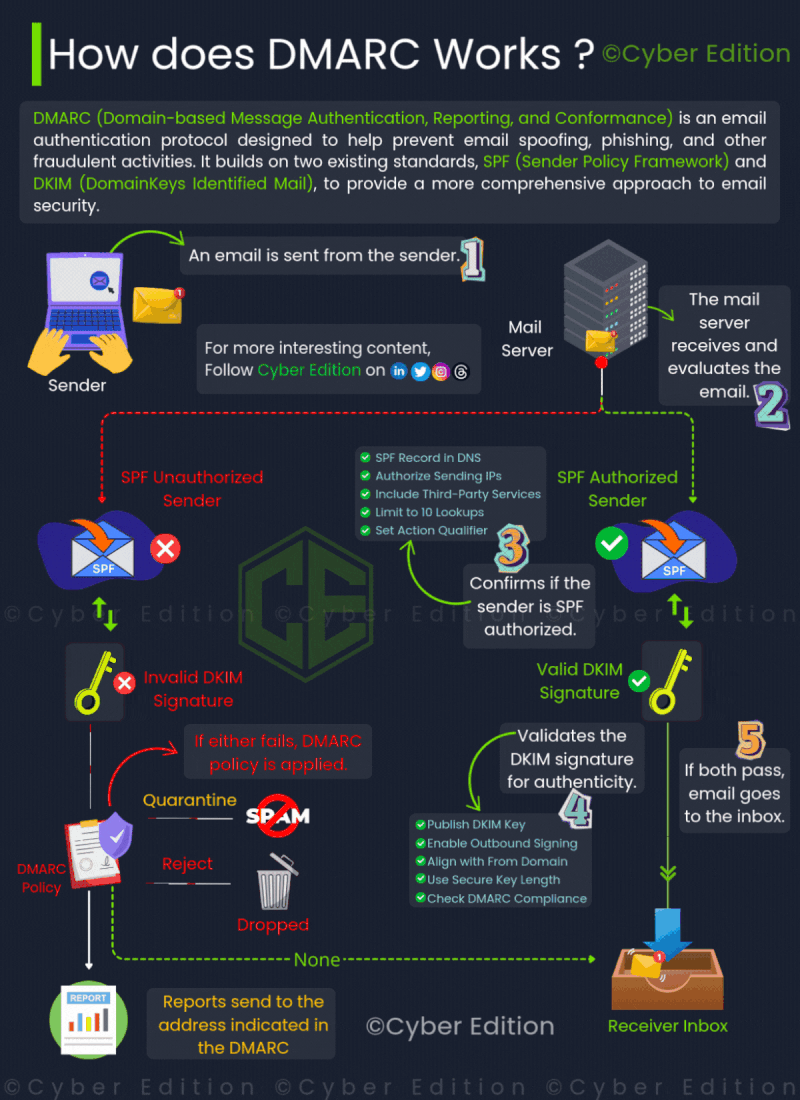 How does DMARC Works ?
©Cyber Edition
DMARC (Domain-based Message Authentication, Reporting, and Conformance) is an email
authentication protocol designed to help prevent email spoofing, phishing, and other
fraudulent activities. It builds on two existing standards, SPF (Sender Policy Framework) and
DKIM (DomainKeys Identified Mail), to provide a more comprehensive approach to email
security.
An email is sent from the sender.
1
Sender
1
For more interesting content,
Follow Cyber Edition on
in
Mail
Server
The mail
server
receives and
evaluates the
email.
2
SPF Unauthorized
Sender
SPF Record in DNS
Authorize Sending IPs
Include Third-Party Services
Limit to 10 Lookups
Set Action Qualifier
3
Confirms if the
sender is SPF
authorized.
SPF Authorized
Sender
SPF
SPF
CE
©Cyber Edition ©Cyber Edition ©Cyber Edition
Invalid DKIM
Signature
Valid DKIM
Signature
If either fails, DMARC
policy is applied.
Validates the
DKIM signature
for authenticity.
4
Publish DKIM Key
Enable Outbound Signing
Align with From Domain
Use Secure Key Length
Check DMARC Compliance
5
If both pass,
email goes
to the inbox.
Quarantine
SPAM
DMARC
Policy
Reject
Dropped
None
1
Receiver Inbox
REPORT
Reports send to the
address indicated in
the DMARC
©Cyber Edition
©Cyber Edition ©Cyber Edition ©Cyber Edition